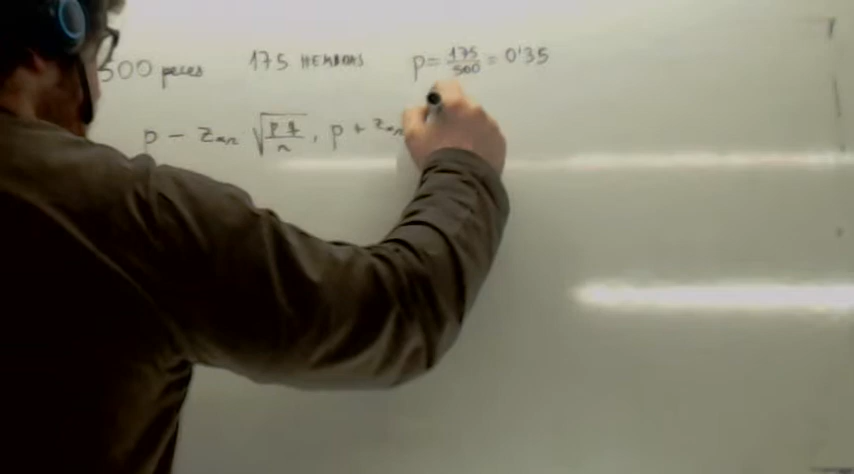 500 peces 175 HEMBRAS p = 175/500 = 0'35
p - z_{α/2} √(p q / n), p + z_{α/2}